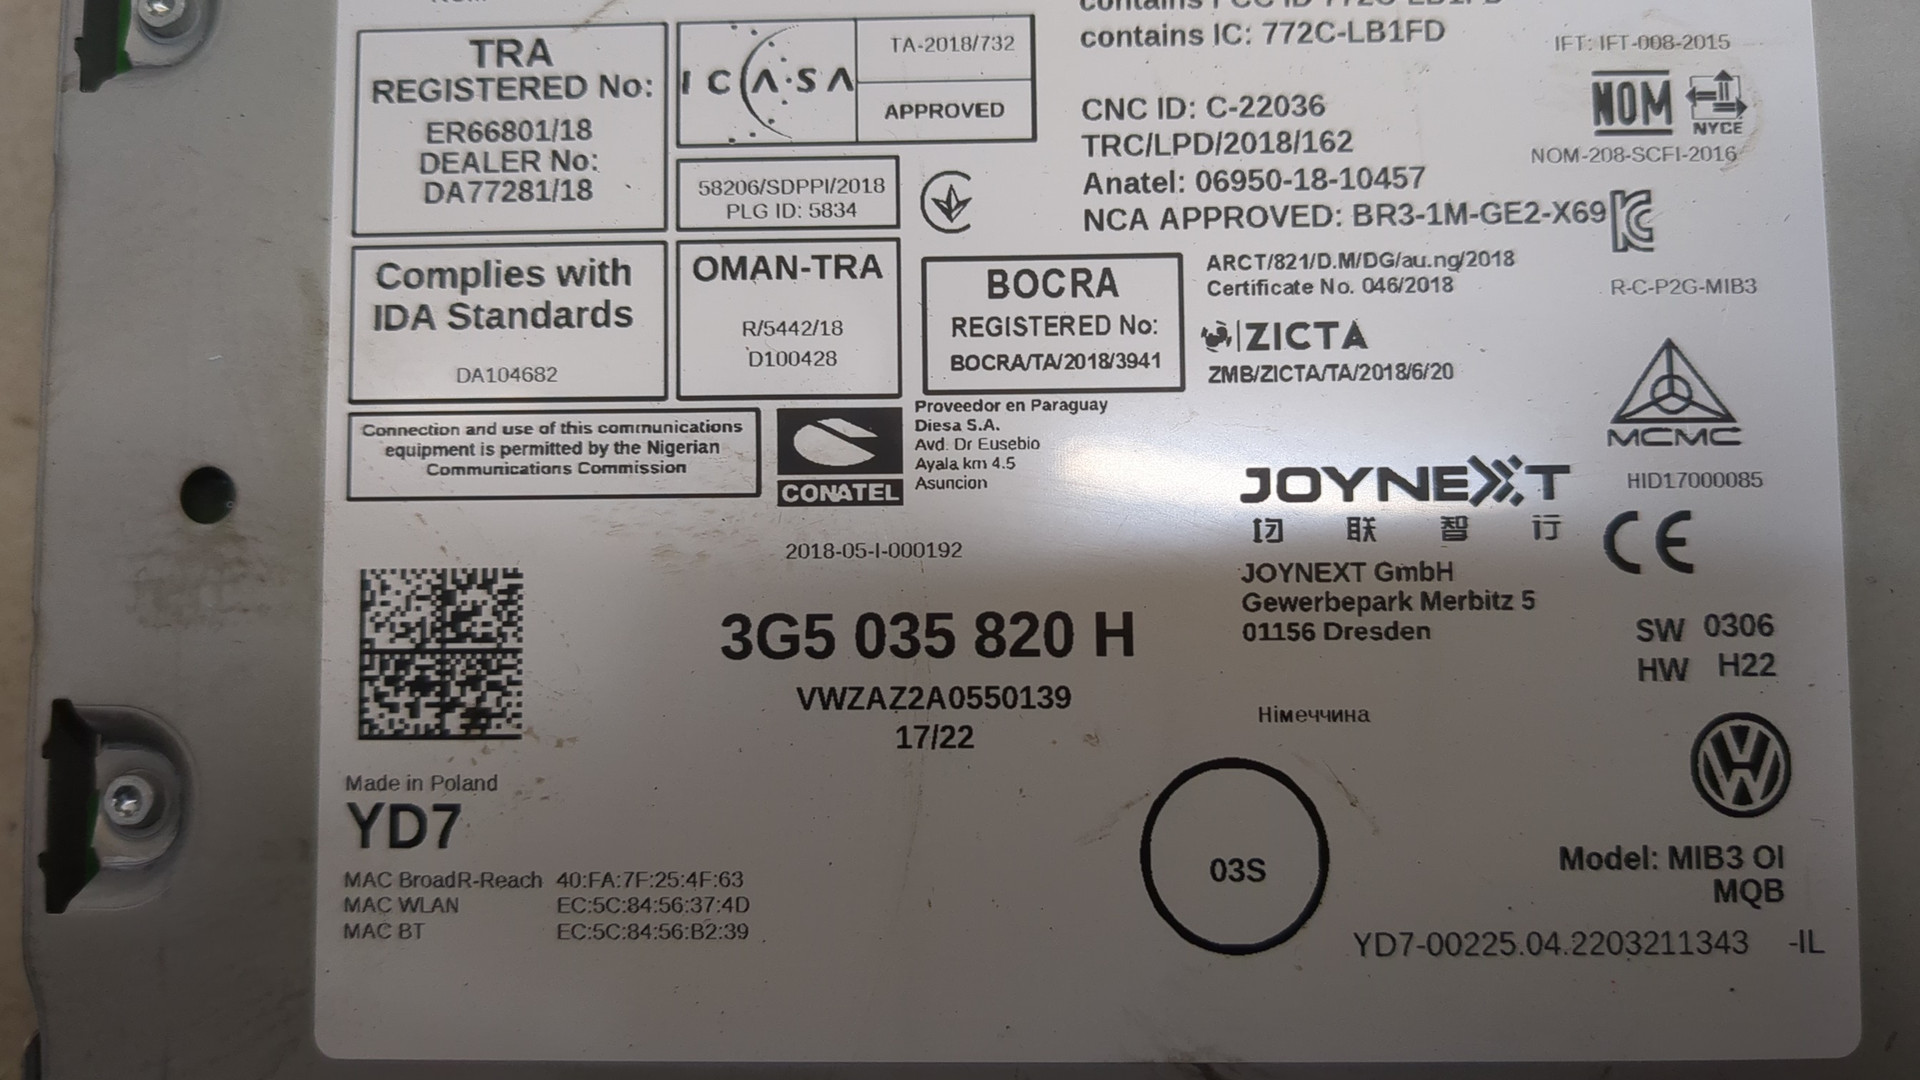 contains IC: 772C-LB1FD
IFT: IFT-008-2015
TRA
REGISTERED No:
ER66801/18
DEALER No:
DA77281/18
ICASA
TA-2018/732
APPROVED
CNC ID: C-22036
TRC/LPD/2018/162
Anatel: 06950-18-10457
NCA APPROVED: BR3-1M-GE2-X69
NOM
NYCE
NOM-208-SCFI-2016
58206/SDPPI/2018
PLG ID: 5834
Complies with
IDA Standards
DA104682
OMAN-TRA
R/5442/18
D100428
BOCRA
REGISTERED No:
BOCRA/TA/2018/3941
ARCT/821/D.M/DG/au.ng/2018
Certificate No. 046/2018
ZICTA
ZMB/ZICTA/TA/2018/6/20
R-C-P2G-MIB3
MCMC
HID17000085
Connection and use of this communications
equipment is permitted by the Nigerian
Communications Commission
CONATEL
Proveedor en Paraguay
Diesa S.A.
Avd. Dr Eusebio
Ayala km 4.5
Asuncion
2018-05-I-000192
JOYNEXT
联 智 行
CE
JOYNEXT GmbH
Gewerbepark Merbitz 5
01156 Dresden
3G5 035 820 H
VWZAZ2A0550139
17/22
SW 0306
HW H22
Німеччина
Made in Poland
YD7
MAC BroadR-Reach 40:FA:7F:25:4F:63
MAC WLAN EC:5C:84:56:37:4D
MAC BT EC:5C:84:56:B2:39
03S
VW
Model: MIB3 OI
MQB
YD7-00225.04.2203211343 -IL